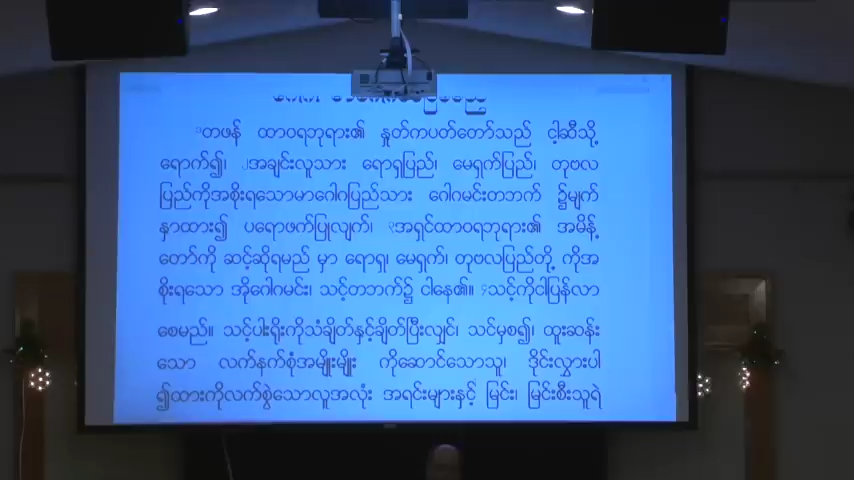 ၁တဖန် ထာဝရဘုရား၏ နှုတ်ကပတ်တော်သည် ငါ့ဆီသို့
ရောက်၍၊ ၂အချင်းလူသား ရောရှပြည်၊ မေရှက်ပြည်၊ တုဗလ
ပြည်ကိုအစိုးရသောမာဂေါဂပြည်သား ဂေါဂမင်းတဘက် ၌မျက်
နှာထား၍ ပရောဖက်ပြုလျက်၊ ၃အရှင်ထာဝရဘုရား၏ အမိန့်
တော်ကို ဆင့်ဆိုရမည် မှာ ရောရှ၊ မေရှက်၊ တုဗလပြည်တို့ ကိုအ
စိုးရသော အိုဂေါဂမင်း၊ သင့်တဘက်၌ ငါနေ၏။ ၄သင့်ကိုငါပြန်လာ
စေမည်။ သင့်ပါးရိုးကိုသံချိတ်နှင့်ချိတ်ပြီးလျှင်၊ သင်မှစ၍၊ ထူးဆန်း
သော လက်နက်စုံအမျိုးမျိုး ကိုဆောင်သောသူ၊ ဒိုင်းလွှားပါ
၍ထားကိုလက်စွဲသောလူအလုံး အရင်းများနှင့် မြင်း၊ မြင်းစီးသူရဲ